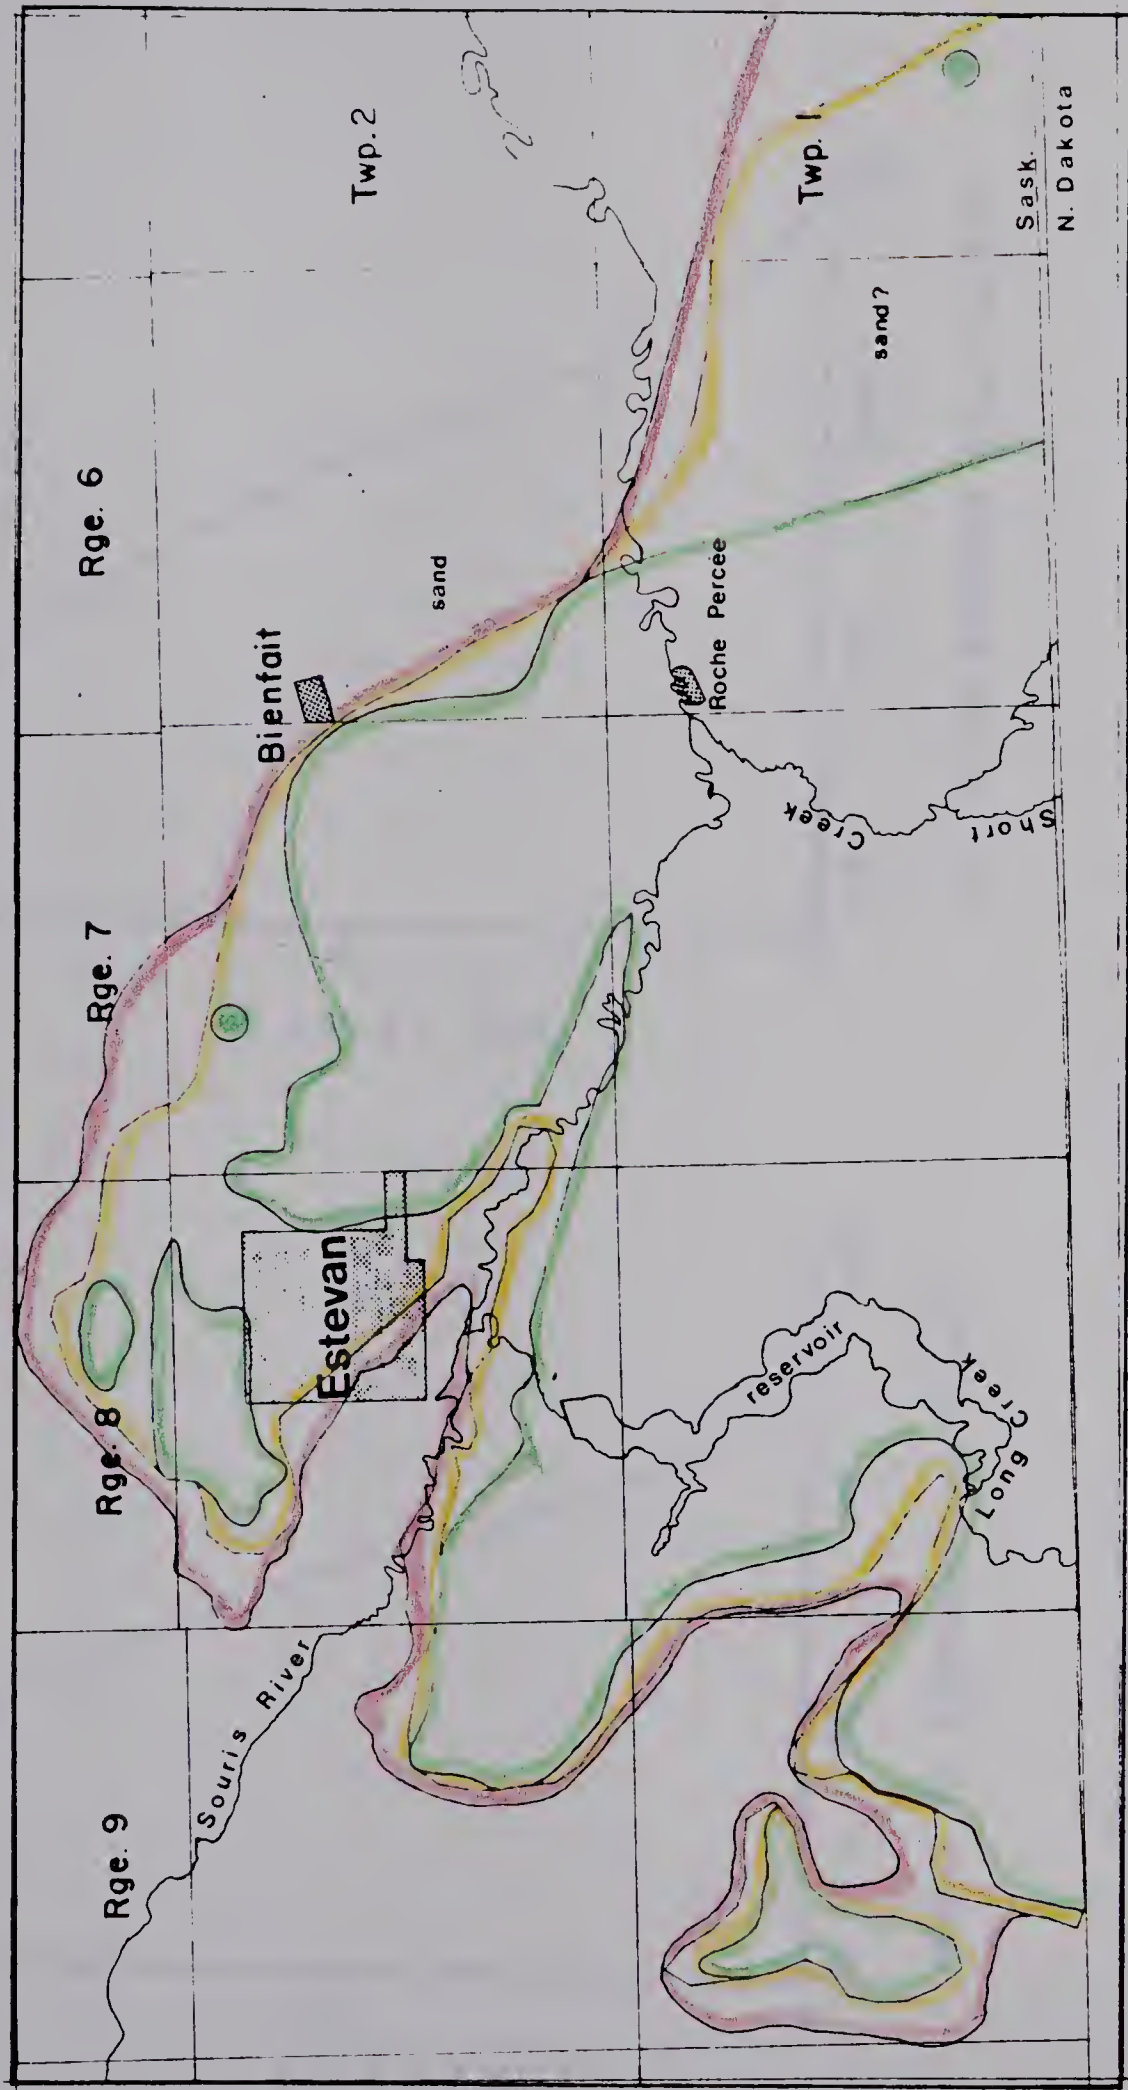 Rge. 9
Rge. 8
Rge. 7
Rge. 6
Souris River
Estevan
Bienfait
sand
Twp. 2
Roche Percée
reservoir
Long
Creek
Short
Creek
sand?
Twp. 1
Sask.
N. Dakota